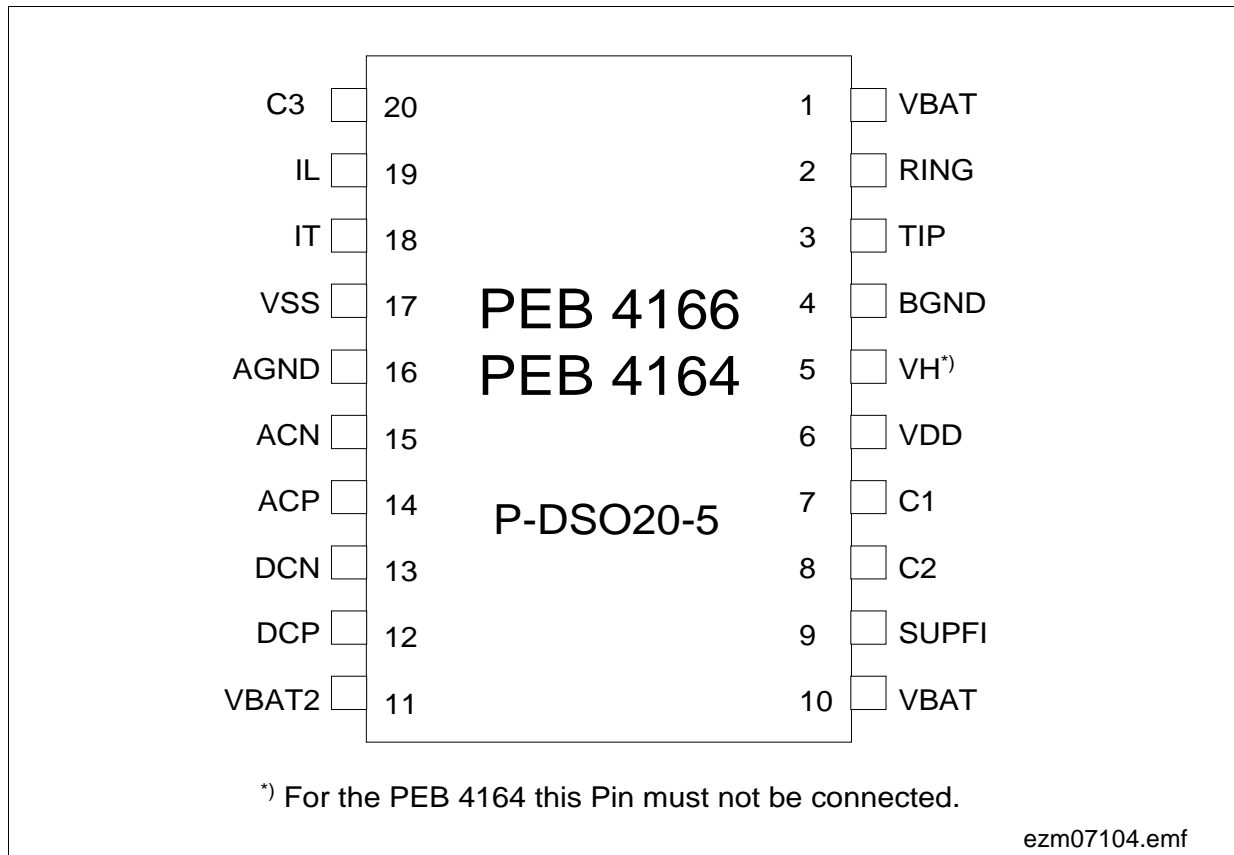 C3 20 1 VBAT
IL 19 2 RING
IT 18 3 TIP
VSS 17 4 BGND
PEB 4166
AGND 16 5 VH*)
PEB 4164
ACN 15 6 VDD
ACP 14 7 C1
P-DSO20-5
DCN 13 8 C2
DCP 12 9 SUPFI
VBAT2 11 10 VBAT
*) For the PEB 4164 this Pin must not be connected.
ezm07104.emf